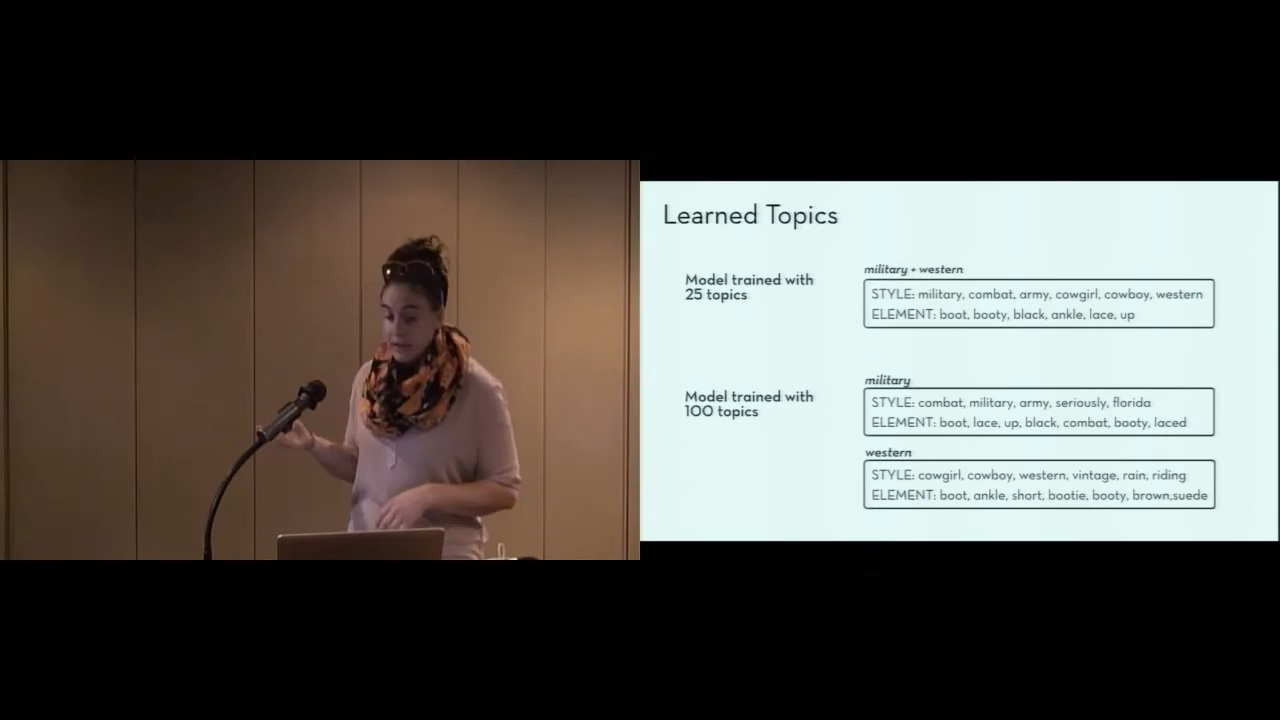 Learned Topics
Model trained with
25 topics
military + western
STYLE: military, combat, army, cowgirl, cowboy, western
ELEMENT: boot, booty, black, ankle, lace, up
Model trained with
100 topics
military
STYLE: combat, military, army, seriously, florida
ELEMENT: boot, lace, up, black, combat, booty, laced
western
STYLE: cowgirl, cowboy, western, vintage, rain, riding
ELEMENT: boot, ankle, short, bootie, booty, brown,suede